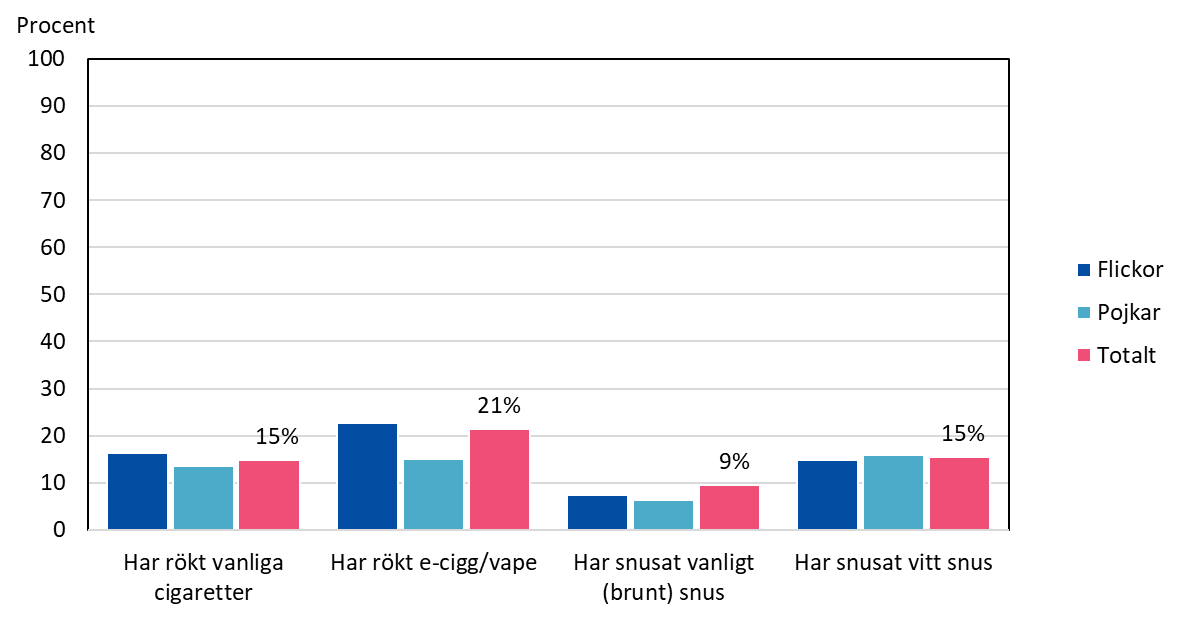 Procent
100
90
80
70
60
50
40
30
20
10
0
15%
21%
9%
15%
Har rökt vanliga
cigaretter
Har rökt e-cigg/vape
Har snusat vanligt
(brunt) snus
Har snusat vitt snus
Flickor
Pojkar
Totalt